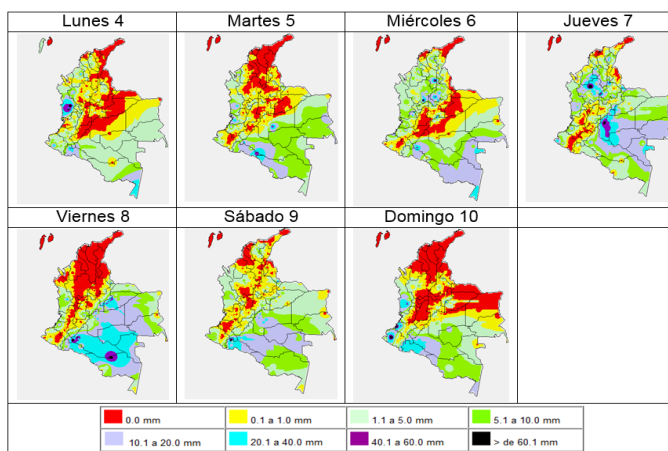 Lunes 4
Martes 5
Miércoles 6
Jueves 7
Viernes 8
Sábado 9
Domingo 10
0.0 mm
0.1 a 1.0 mm
1.1 a 5.0 mm
5.1 a 10.0 mm
10.1 a 20.0 mm
20.1 a 40.0 mm
40.1 a 60.0 mm
> de 60.1 mm